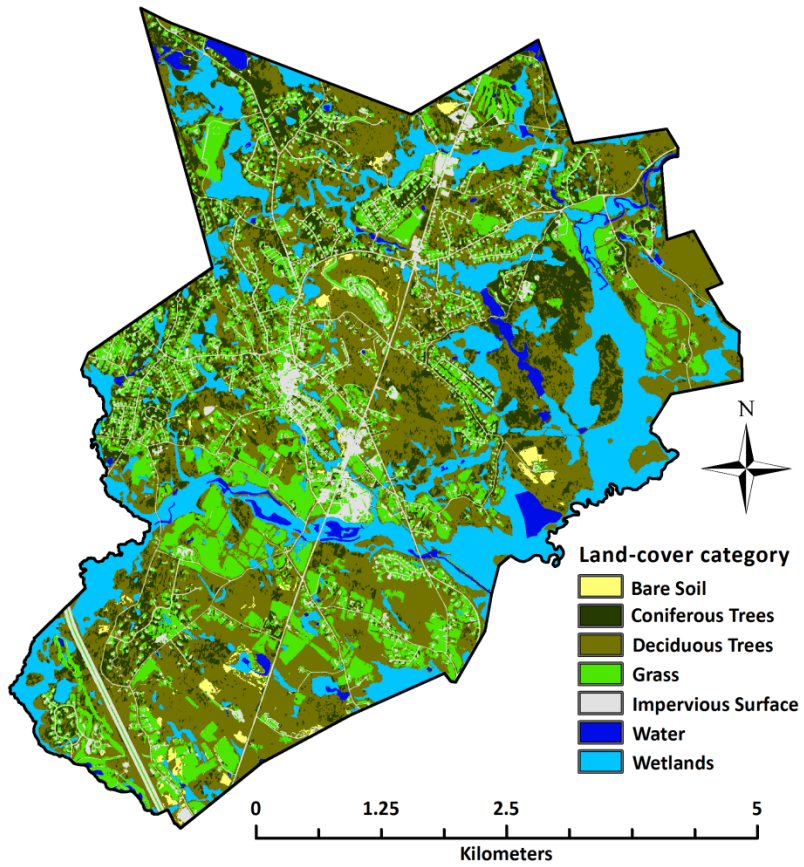 N
Land-cover category
Bare Soil
Coniferous Trees
Deciduous Trees
Grass
Impervious Surface
Water
Wetlands
0 1.25 2.5 5
Kilometers